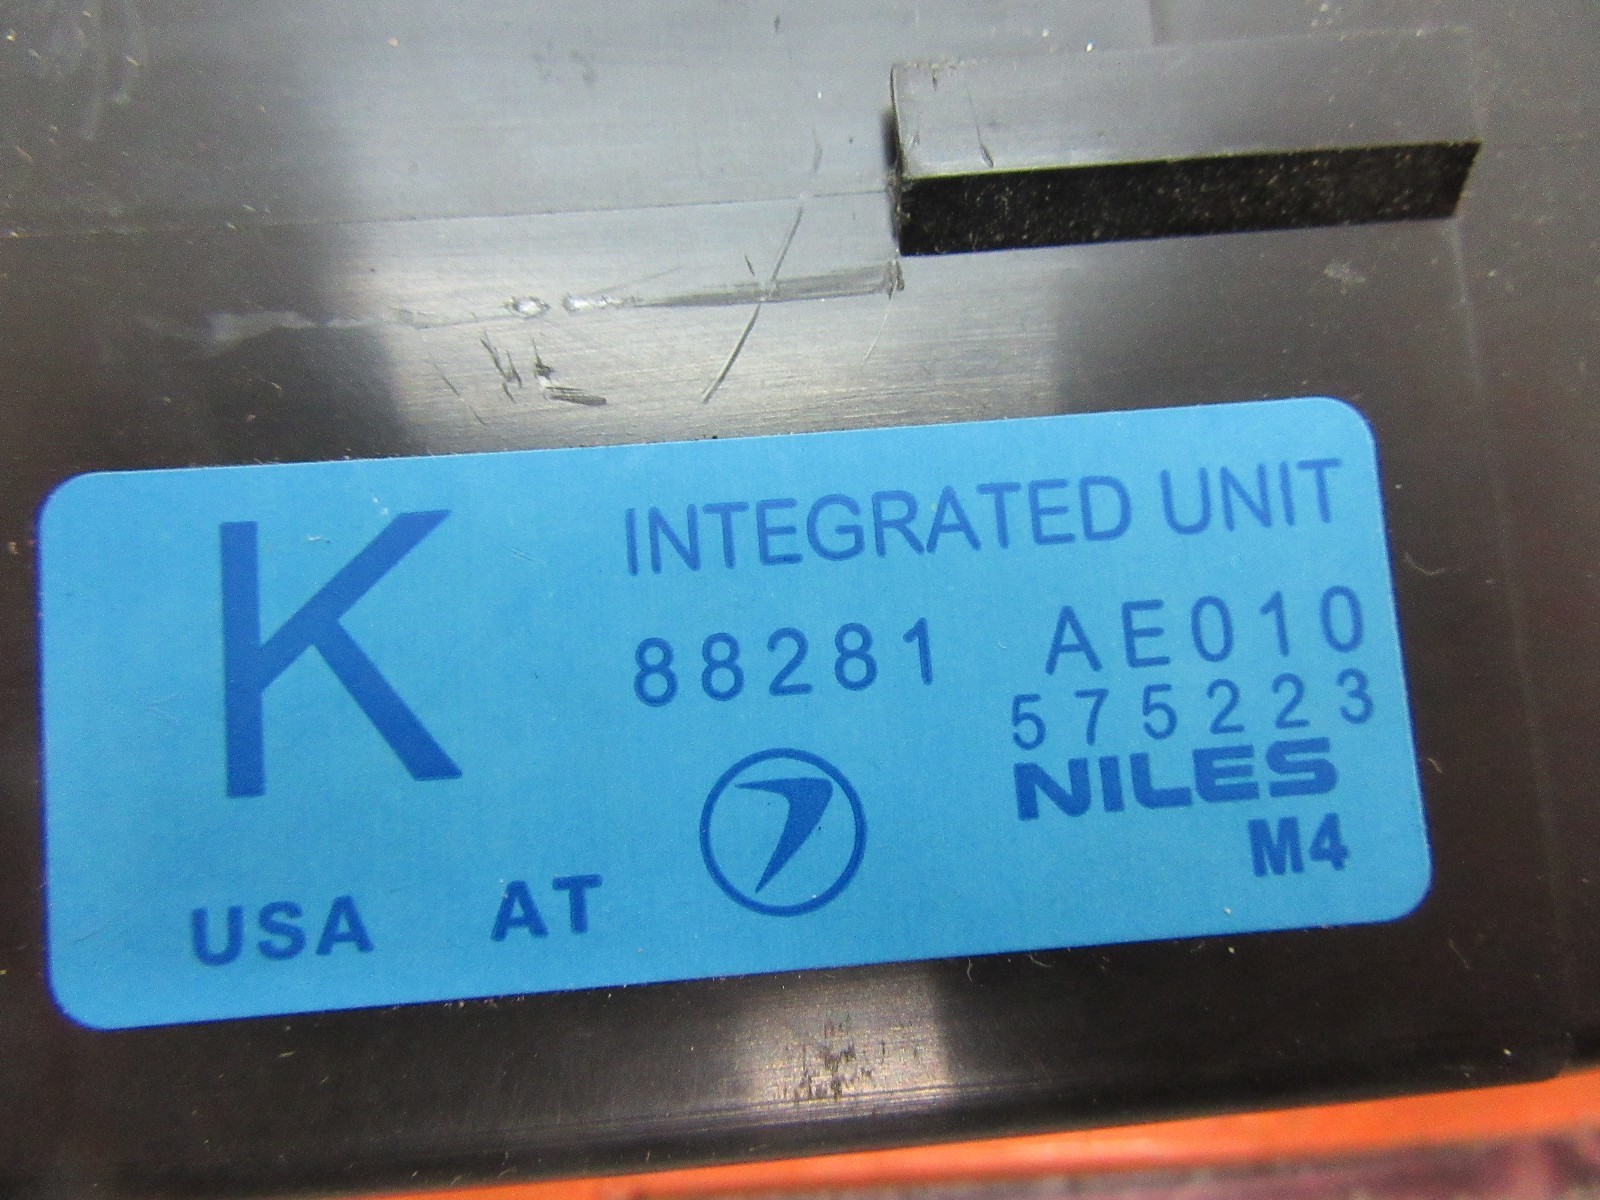 K
INTEGRATED UNIT
88281 AE010
575223
NILES
M4
USA AT